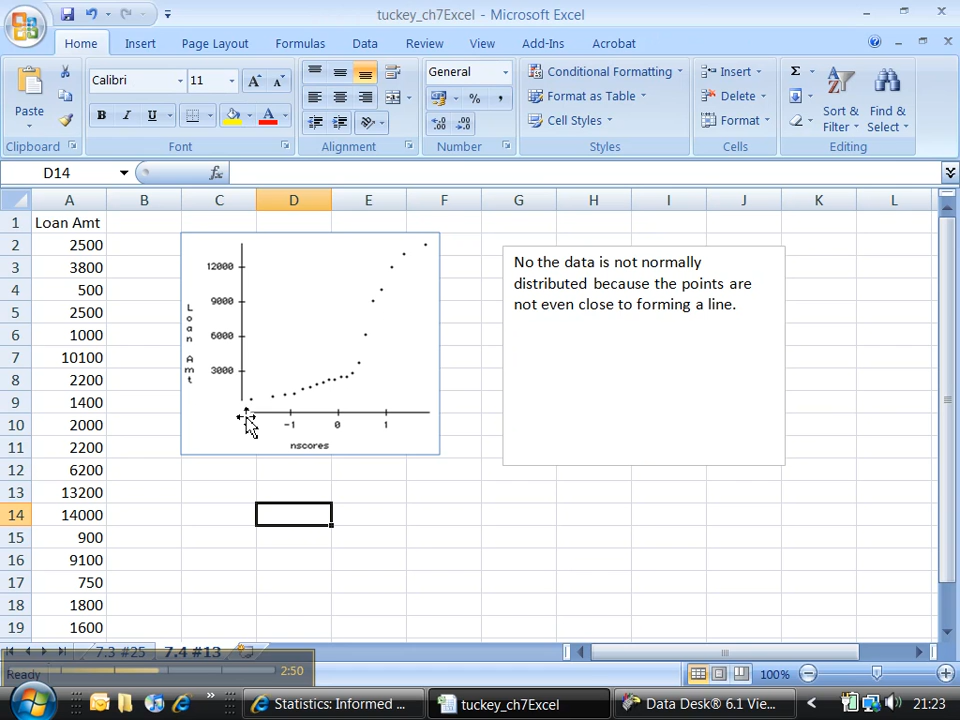 tuckey_ch7Excel - Microsoft Excel
Home Insert Page Layout Formulas Data Review View Add-Ins Acrobat
Paste
Calibri 11
B I U A
General
% ,
Conditional Formatting
Format as Table
Cell Styles
Insert
Delete
Format
Σ
Sort & Filter
Find & Select
Clipboard Font Alignment Number Styles Cells Editing
D14 fx
A B C D E F G H I J K L
1 Loan Amt
2 2500
3 3800
4 500
5 2500
6 1000
7 10100
8 2200
9 1400
10 2000
11 2200
12 6200
13 13200
14 14000
15 900
16 9100
17 750
18 1800
19 1600
Loan Amt
12000
9000
6000
3000
-1 0 1
nscores
No the data is not normally
distributed because the points are
not even close to forming a line.
7.3 #25 7.4 #13
Ready 2:50 100%
Statistics: Informed ... tuckey_ch7Excel Data Desk® 6.1 Vie... 21:23